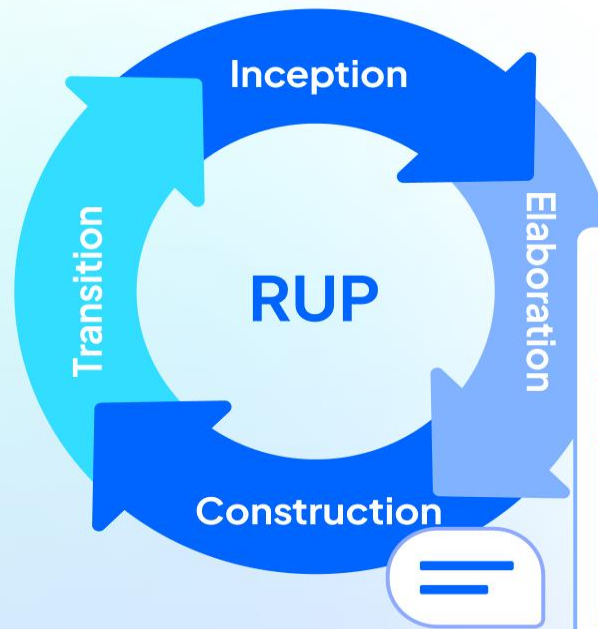 Inception
Elaboration
RUP
Transition
Construction